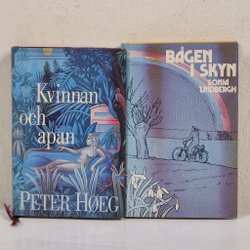 Kvinnan
och
apan
PETER HØEG
BÅGEN
I SKYN
SONJA
LINDBERGH